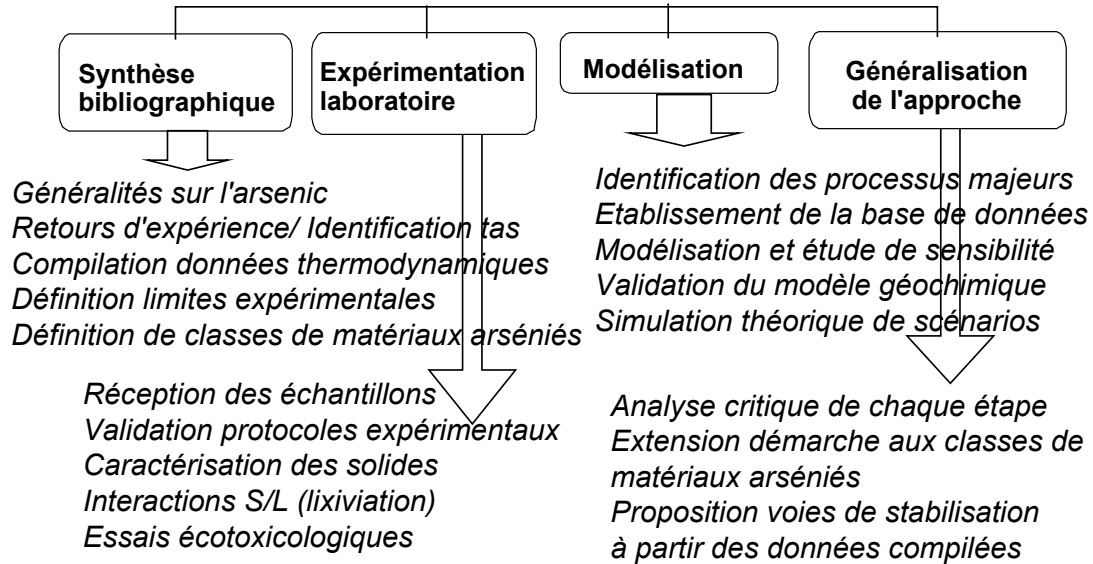 Synthèse
bibliographique
Expérimentation
laboratoire
Modélisation
Généralisation
de l'approche
Généralités sur l'arsenic
Retours d'expérience/ Identification tas
Compilation données thermodynamiques
Définition limites expérimentales
Définition de classes de matériaux arséniés
Identification des processus majeurs
Etablissement de la base de données
Modélisation et étude de sensibilité
Validation du modèle géochimique
Simulation théorique de scénarios
Réception des échantillons
Validation protocoles expérimentaux
Caractérisation des solides
Interactions S/L (lixiviation)
Essais écotoxicologiques
Analyse critique de chaque étape
Extension démarche aux classes de
matériaux arséniés
Proposition voies de stabilisation
à partir des données compilées